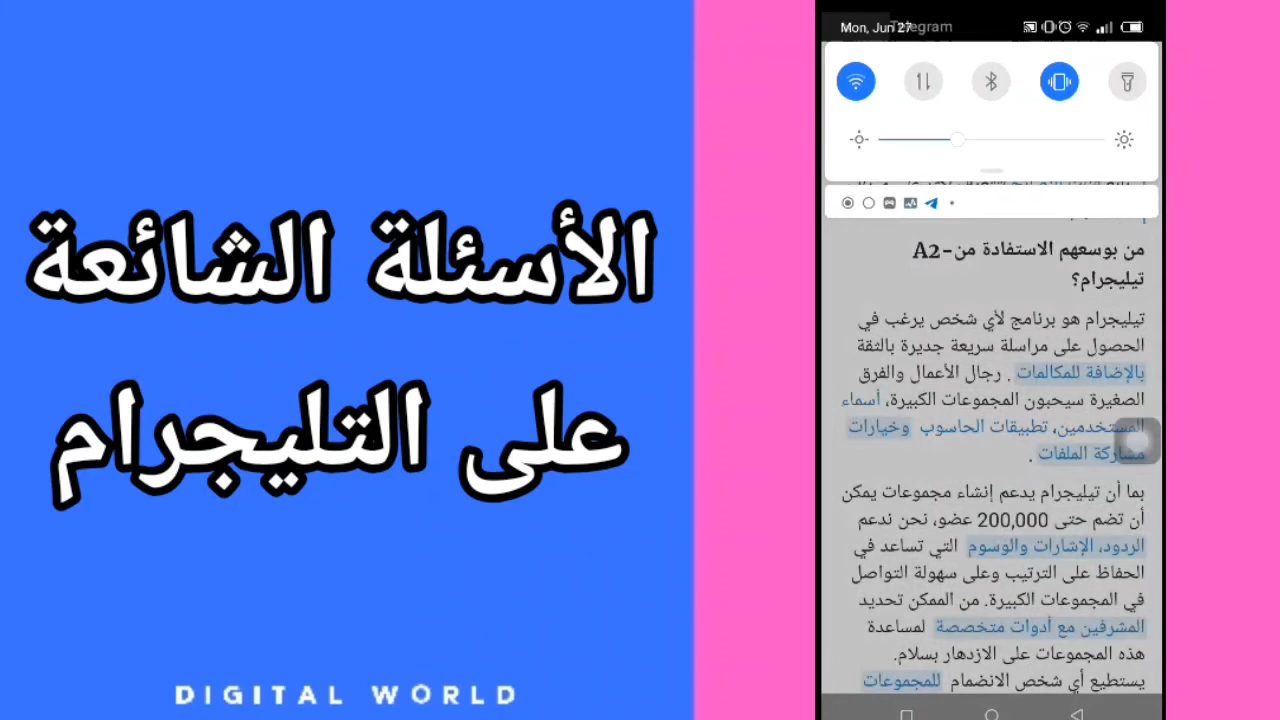 الأسئلة الشائعة
على التليجرام
DIGITAL WORLD
Mon, Jun 27
Telegram
من بوسعهم الاستفادة من -A2
تيليجرام؟
تيليجرام هو برنامج لأي شخص يرغب في
الحصول على مراسلة سريعة جديرة بالثقة
بالإضافة للمكالمات . رجال الأعمال والفرق
الصغيرة سيحبون المجموعات الكبيرة، أسماء
المستخدمين، تطبيقات الحاسوب وخيارات
مشاركة الملفات .
بما أن تيليجرام يدعم إنشاء مجموعات يمكن
أن تضم حتى 200,000 عضو، نحن ندعم
الردود، الإشارات والوسوم التي تساعد في
الحفاظ على الترتيب وعلى سهولة التواصل
في المجموعات الكبيرة. من الممكن تحديد
المشرفين مع أدوات متخصصة لمساعدة
هذه المجموعات على الازدهار بسلام.
يستطيع أي شخص الانضمام للمجموعات